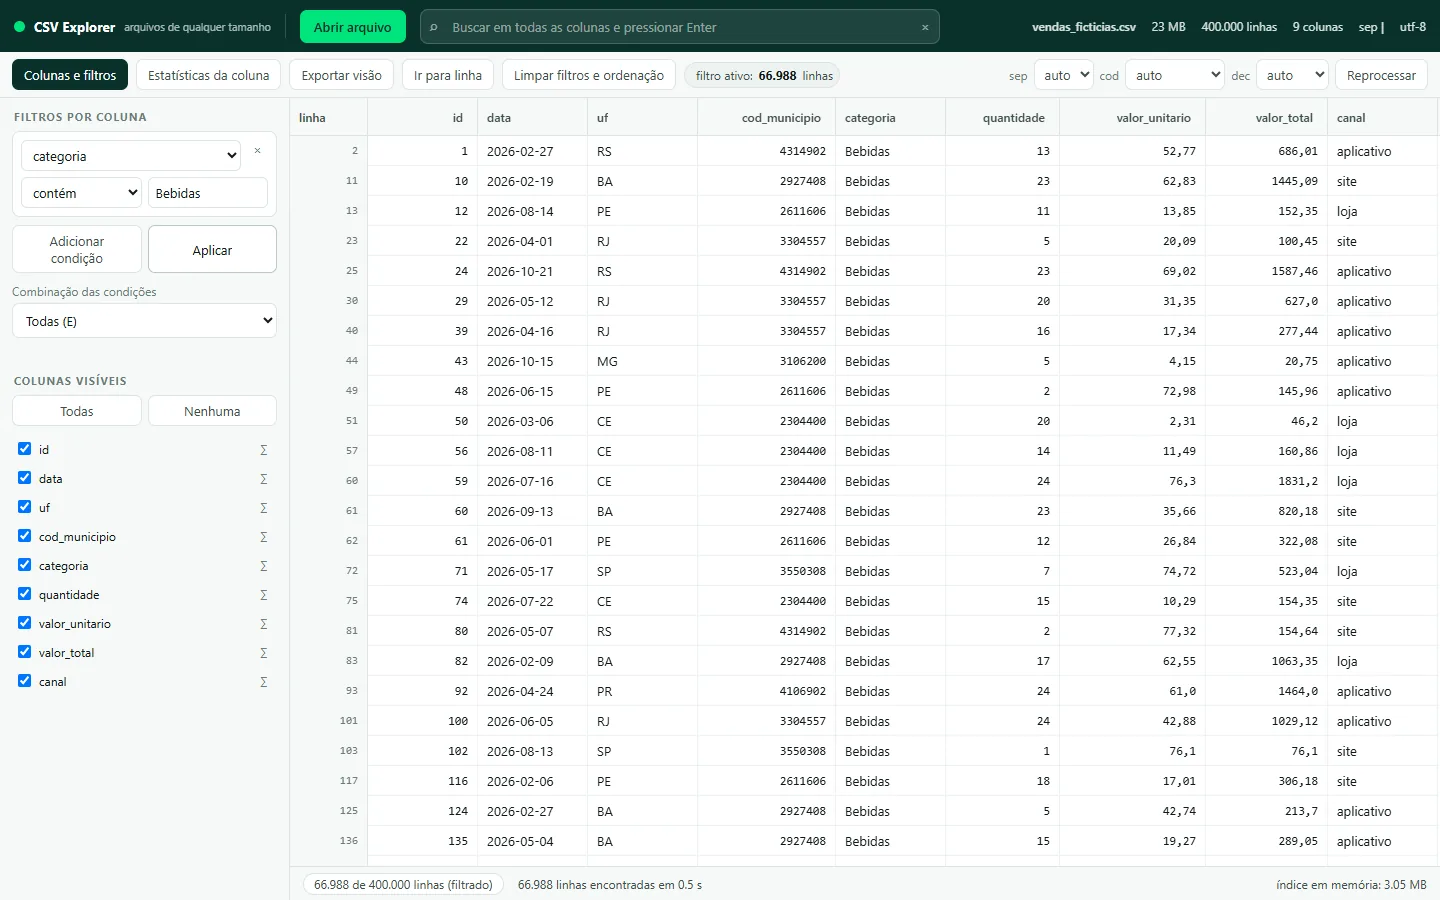 CSV Explorer arquivos de qualquer tamanho Abrir arquivo Buscar em todas as colunas e pressionar Enter × vendas_ficticias.csv 23 MB 400.000 linhas 9 colunas sep | utf-8
Colunas e filtros Estatísticas da coluna Exportar visão Ir para linha Limpar filtros e ordenação filtro ativo: 66.988 linhas sep auto cod auto dec auto Reprocessar
FILTROS POR COLUNA
categoria ×
contém Bebidas
Adicionar condição Aplicar
Combinação das condições
Todas (E)
COLUNAS VISÍVEIS
Todas Nenhuma
id Σ
data Σ
uf Σ
cod_municipio Σ
categoria Σ
quantidade Σ
valor_unitario Σ
valor_total Σ
canal Σ
linha id data uf cod_municipio categoria quantidade valor_unitario valor_total canal
2 1 2026-02-27 RS 4314902 Bebidas 13 52,77 686,01 aplicativo
11 10 2026-02-19 BA 2927408 Bebidas 23 62,83 1445,09 site
13 12 2026-08-14 PE 2611606 Bebidas 11 13,85 152,35 loja
23 22 2026-04-01 RJ 3304557 Bebidas 5 20,09 100,45 site
25 24 2026-10-21 RS 4314902 Bebidas 23 69,02 1587,46 aplicativo
30 29 2026-05-12 RJ 3304557 Bebidas 20 31,35 627,0 aplicativo
40 39 2026-04-16 RJ 3304557 Bebidas 16 17,34 277,44 aplicativo
44 43 2026-10-15 MG 3106200 Bebidas 5 4,15 20,75 aplicativo
49 48 2026-06-15 PE 2611606 Bebidas 2 72,98 145,96 aplicativo
51 50 2026-03-06 CE 2304400 Bebidas 20 2,31 46,2 loja
57 56 2026-08-11 CE 2304400 Bebidas 14 11,49 160,86 loja
60 59 2026-07-16 CE 2304400 Bebidas 24 76,3 1831,2 loja
61 60 2026-09-13 BA 2927408 Bebidas 23 35,66 820,18 site
62 61 2026-06-01 PE 2611606 Bebidas 12 26,84 322,08 site
72 71 2026-05-17 SP 3550308 Bebidas 7 74,72 523,04 loja
75 74 2026-07-22 CE 2304400 Bebidas 15 10,29 154,35 site
81 80 2026-05-07 RS 4314902 Bebidas 2 77,32 154,64 site
83 82 2026-02-09 BA 2927408 Bebidas 17 62,55 1063,35 loja
93 92 2026-04-24 PR 4106902 Bebidas 24 61,0 1464,0 aplicativo
101 100 2026-06-05 RJ 3304557 Bebidas 24 42,88 1029,12 aplicativo
103 102 2026-08-13 SP 3550308 Bebidas 1 76,1 76,1 site
117 116 2026-02-06 PE 2611606 Bebidas 18 17,01 306,18 site
125 124 2026-02-27 BA 2927408 Bebidas 5 42,74 213,7 aplicativo
136 135 2026-05-04 BA 2927408 Bebidas 15 19,27 289,05 aplicativo
66.988 de 400.000 linhas (filtrado) 66.988 linhas encontradas em 0.5 s índice em memória: 3.05 MB